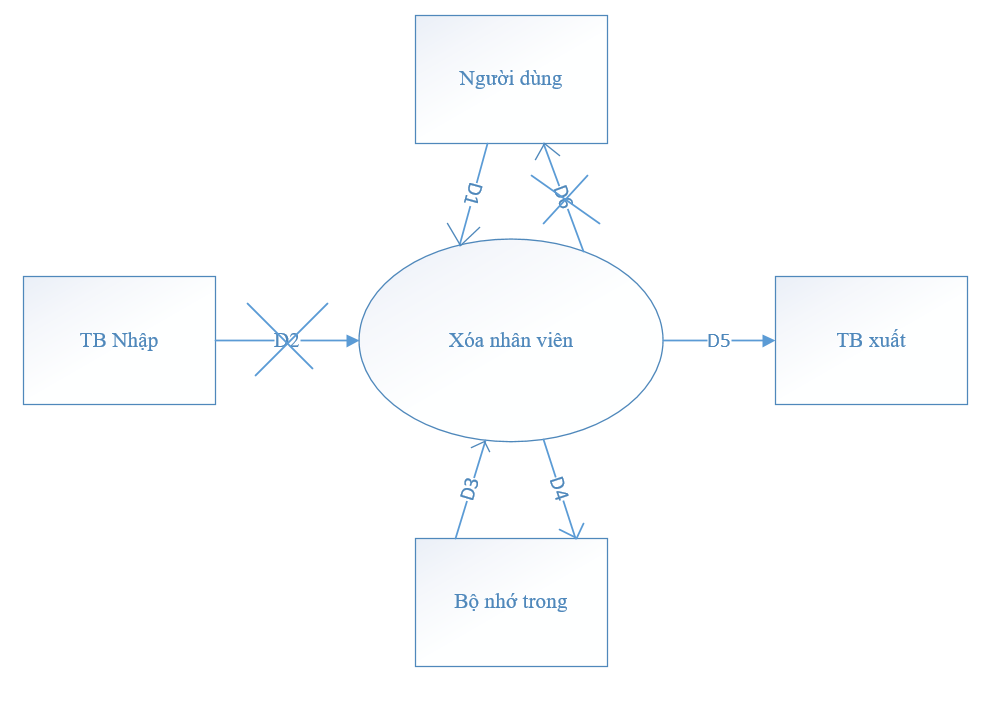 Người dùng
D1
D6
TB Nhập
D2
Xóa nhân viên
D5
TB xuất
D3
D4
Bộ nhớ trong